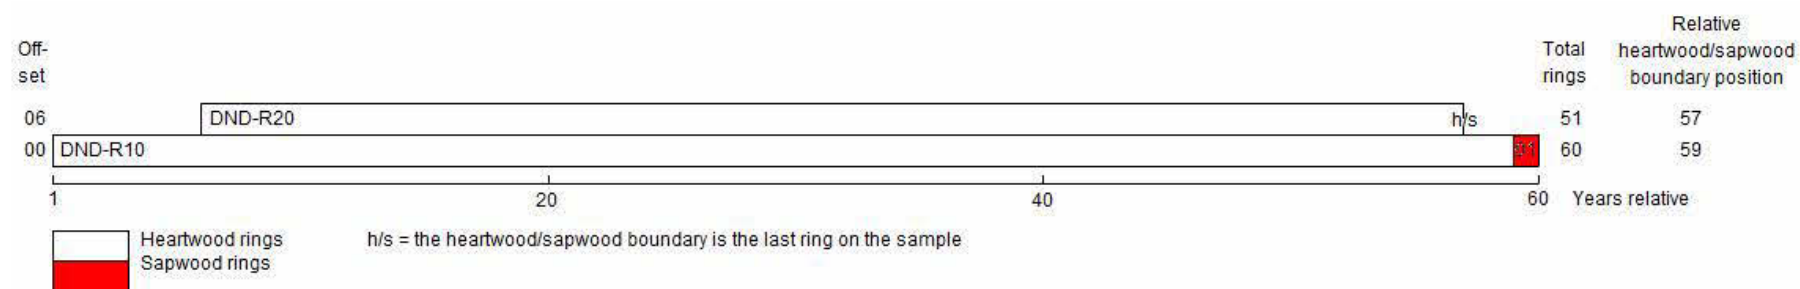 Off-
set
Total
rings
Relative
heartwood/sapwood
boundary position
06 DND-R20 h/s 51 57
00 DND-R10 01 60 59
1 20 40 60 Years relative
Heartwood rings
Sapwood rings
h/s = the heartwood/sapwood boundary is the last ring on the sample